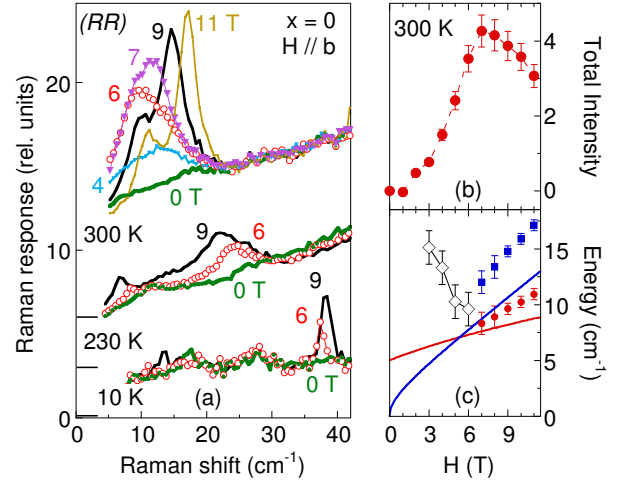 (RR)
x = 0
H // b
9
11 T
7
6
4
0 T
300 K
9
6
0 T
230 K
9
6
0 T
10 K
(a)
0
10
20
Raman response (rel. units)
0
10
20
30
40
Raman shift (cm-1)
300 K
(b)
4
2
0
Total Intensity
(c)
15
10
5
0
Energy (cm-1)
0
3
6
9
H (T)